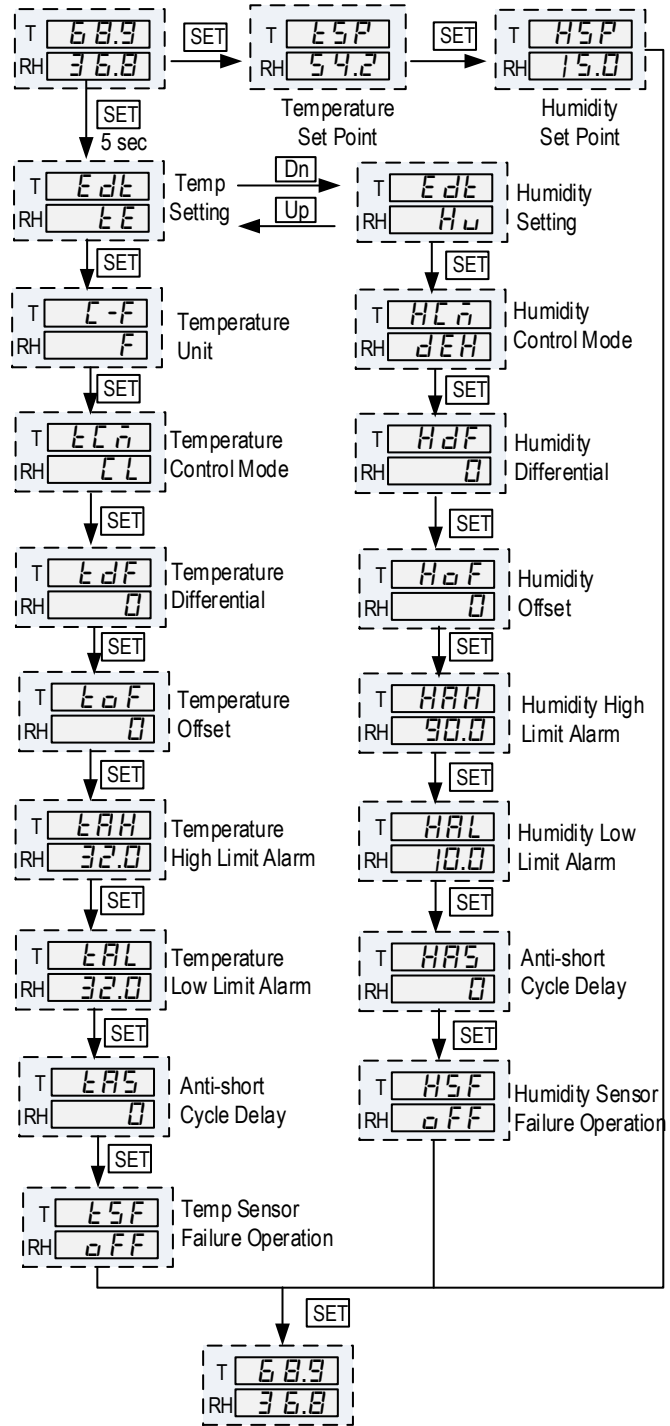 T 68.9
RH 36.8
SET
T tSP
RH 54.2
Temperature
Set Point
SET
T HSP
RH 15.0
Humidity
Set Point
SET
5 sec
T Edt
RH tE
Temp
Setting
Dn
Up
T Edt
RH Hu
Humidity
Setting
SET
T C-F
RH F
Temperature
Unit
SET
T tCm
RH CL
Temperature
Control Mode
SET
T tdF
RH 0
Temperature
Differential
SET
T toF
RH 0
Temperature
Offset
SET
T tAH
RH 32.0
Temperature
High Limit Alarm
SET
T tAL
RH 32.0
Temperature
Low Limit Alarm
SET
T tAS
RH 0
Anti-short
Cycle Delay
SET
T tSF
RH oFF
Temp Sensor
Failure Operation
SET
T HCm
RH dEH
Humidity
Control Mode
SET
T HdF
RH 0
Humidity
Differential
SET
T HoF
RH 0
Humidity
Offset
SET
T HAH
RH 90.0
Humidity High
Limit Alarm
SET
T HAL
RH 10.0
Humidity Low
Limit Alarm
SET
T HAS
RH 0
Anti-short
Cycle Delay
SET
T HSF
RH oFF
Humidity Sensor
Failure Operation
SET
T 68.9
RH 36.8